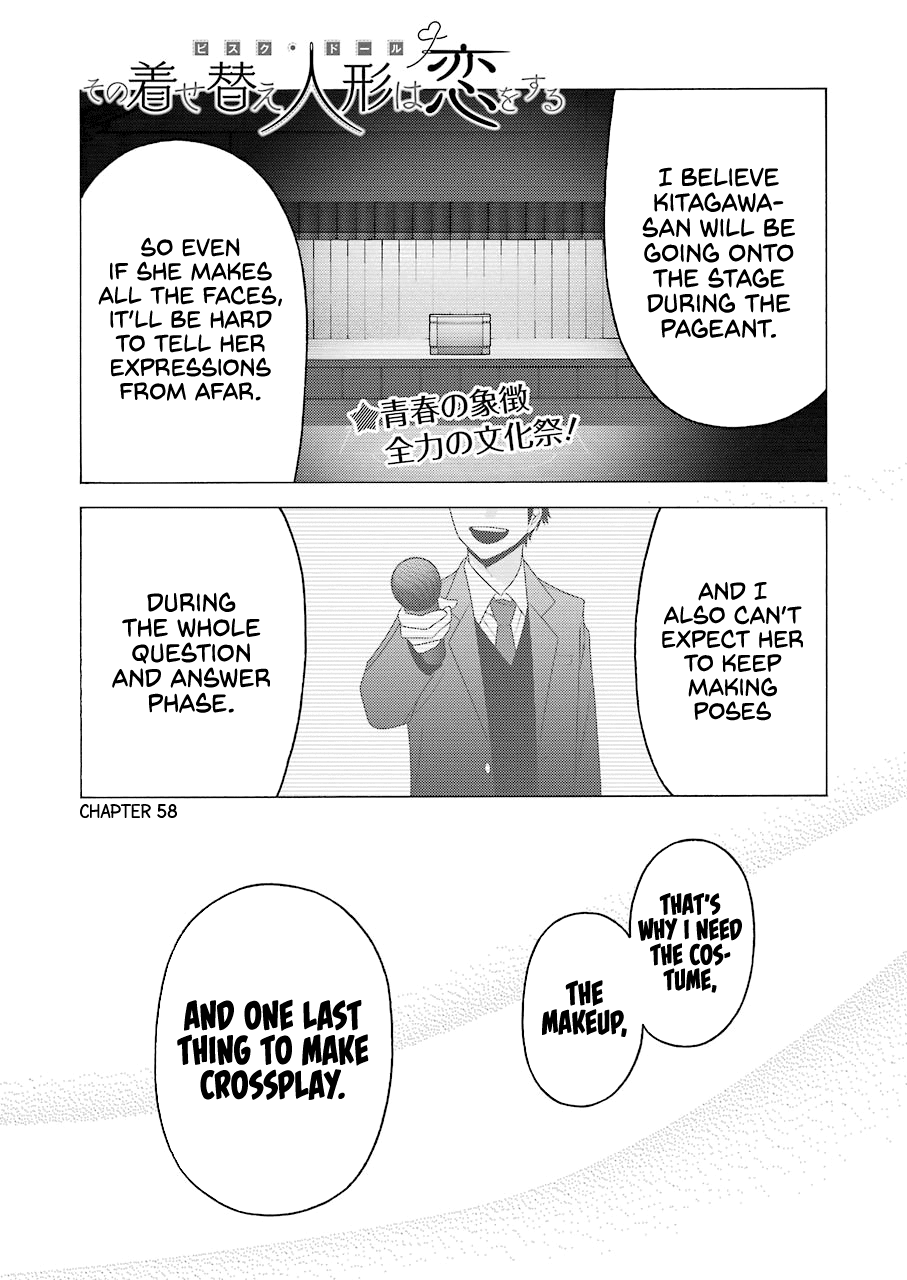 ビスク・ドール
その着せ替え人形は恋をする
I BELIEVE
KITAGAWA-
SAN WILL BE
GOING ONTO
THE STAGE
DURING THE
PAGEANT.
SO EVEN
IF SHE MAKES
ALL THE FACES,
IT'LL BE HARD
TO TELL HER
EXPRESSIONS
FROM AFAR.
★青春の象徴
全力の文化祭!
AND I
ALSO CAN'T
EXPECT HER
TO KEEP
MAKING
POSES
DURING
THE WHOLE
QUESTION
AND ANSWER
PHASE.
CHAPTER 58
THAT'S
WHY I NEED
THE COS-
TUME,
THE
MAKEUP,
AND ONE LAST
THING TO MAKE
CROSSPLAY.